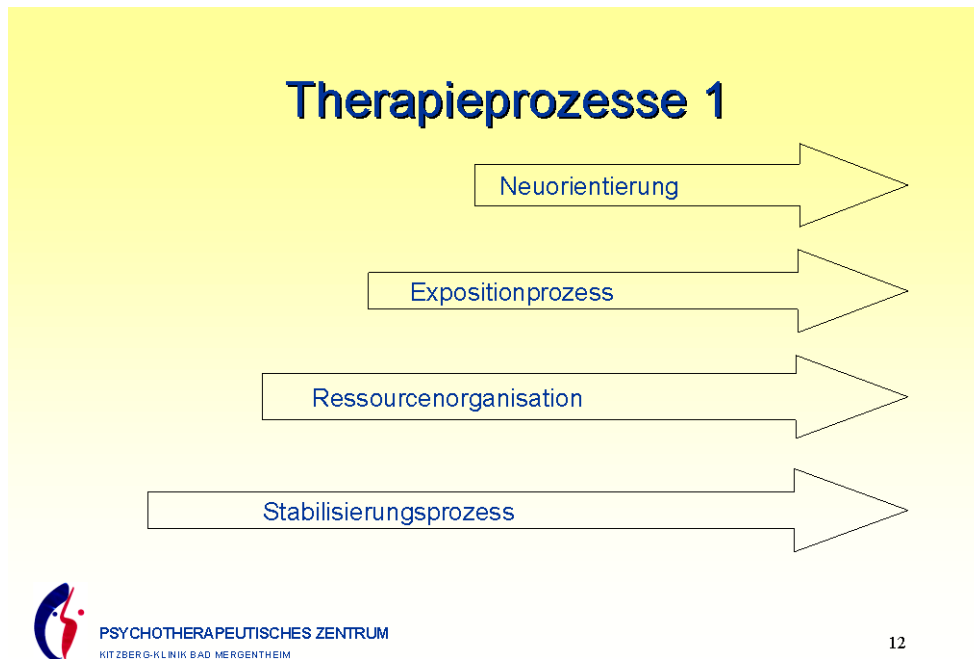 Therapieprozesse 1
Neuorientierung
Expositionprozess
Ressourcenorganisation
Stabilisierungsprozess
PSYCHOTHERAPEUTISCHES ZENTRUM
KITZBERG-KLINIK BAD MERGENTHEIM
12